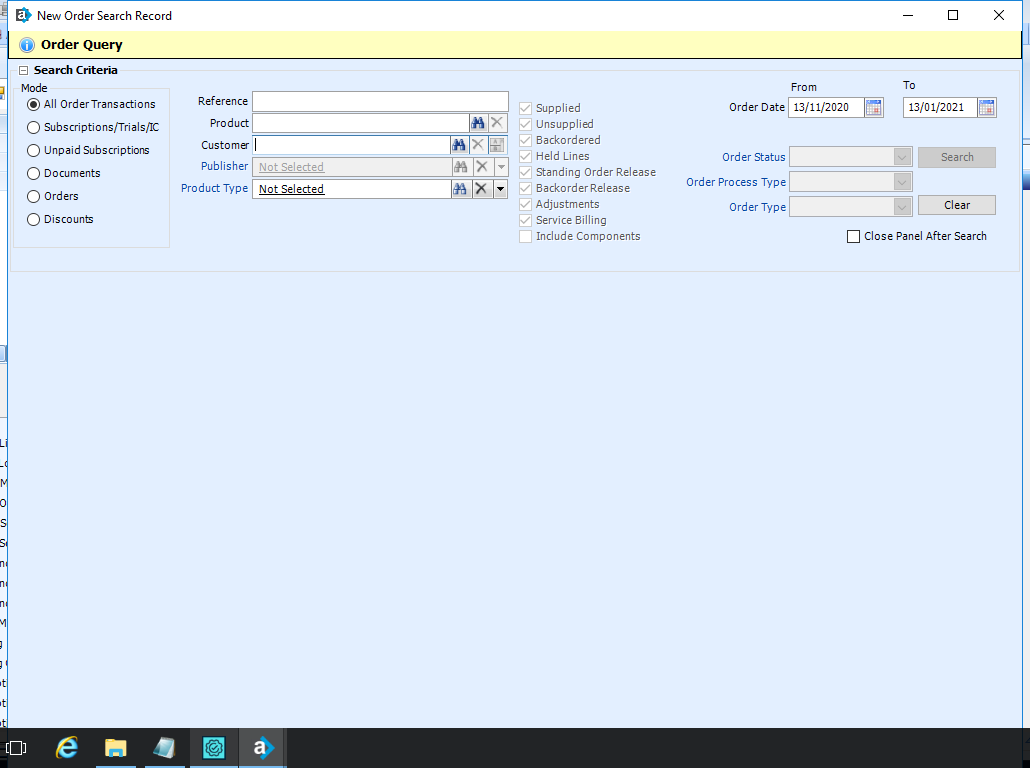 New Order Search Record
Order Query
Search Criteria
Mode
All Order Transactions
Subscriptions/Trials/IC
Unpaid Subscriptions
Documents
Orders
Discounts
Reference
Product
Customer
Publisher Not Selected
Product Type Not Selected
Supplied
Unsupplied
Backordered
Held Lines
Standing Order Release
Backorder Release
Adjustments
Service Billing
Include Components
From To
Order Date 13/11/2020 13/01/2021
Order Status Search
Order Process Type
Order Type Clear
Close Panel After Search